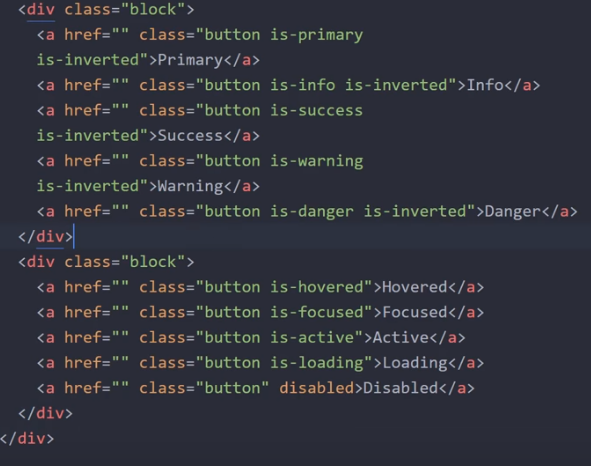 <div class="block">
<a href="" class="button is-primary
is-inverted">Primary</a>
<a href="" class="button is-info is-inverted">Info</a>
<a href="" class="button is-success
is-inverted">Success</a>
<a href="" class="button is-warning
is-inverted">Warning</a>
<a href="" class="button is-danger is-inverted">Danger</a>
</div>
<div class="block">
<a href="" class="button is-hovered">Hovered</a>
<a href="" class="button is-focused">Focused</a>
<a href="" class="button is-active">Active</a>
<a href="" class="button is-loading">Loading</a>
<a href="" class="button" disabled>Disabled</a>
</div>
</div>